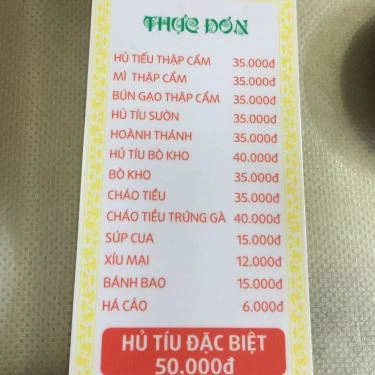 THỰC ĐƠN
HỦ TIẾU THẬP CẨM 35.000đ
MÌ THẬP CẨM 35.000đ
BÚN GẠO THẬP CẨM 35.000đ
HỦ TÍU SƯỜN 35.000đ
HOÀNH THÁNH 35.000đ
HỦ TÍU BÒ KHO 40.000đ
BÒ KHO 35.000đ
CHÁO TIỀU 35.000đ
CHÁO TIỀU TRỨNG GÀ 40.000đ
SÚP CUA 15.000đ
XÍU MẠI 12.000đ
BÁNH BAO 15.000đ
HÁ CẢO 6.000đ
HỦ TÍU ĐẶC BIỆT
50.000đ